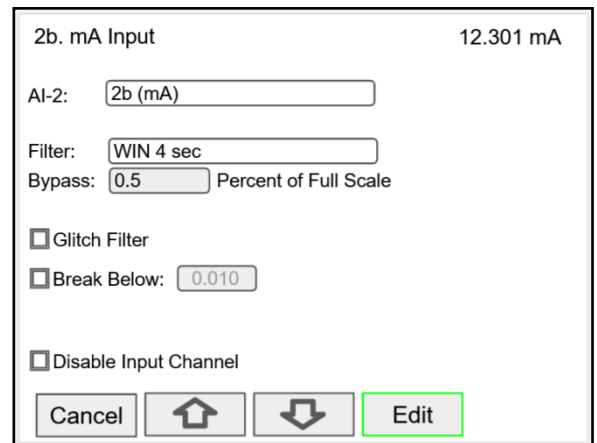 2b. mA Input 12.301 mA
AI-2: 2b (mA)
Filter: WIN 4 sec
Bypass: 0.5 Percent of Full Scale
Glitch Filter
Break Below: 0.010
Disable Input Channel
Cancel Edit